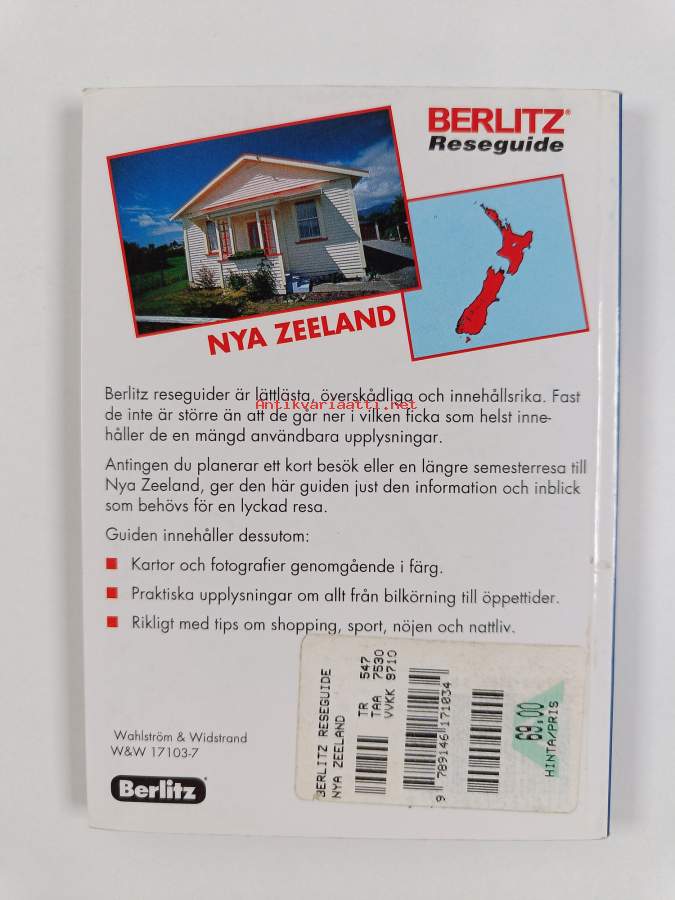 BERLITZ®
Reseguide
NYA ZEELAND
Berlitz reseguider är lättlästa, överskådliga och innehållsrika. Fast
de inte är större än att de går ner i vilken ficka som helst inne-
håller de en mängd användbara upplysningar.
Antikvariaatti.net
Antingen du planerar ett kort besök eller en längre semesterresa till
Nya Zeeland, ger den här guiden just den information och inblick
som behövs för en lyckad resa.
Guiden innehåller dessutom:
Kartor och fotografier genomgående i färg.
Praktiska upplysningar om allt från bilkörning till öppettider.
Rikligt med tips om shopping, sport, nöjen och nattliv.
Wahlström & Widstrand
W&W 17103-7
Berlitz®
BERLITZ RESEGUIDE
NYA ZEELAND
TR 547
TAA 7530
VVKK 9710
9 789146 171034
69.00
HINTA/PRIS